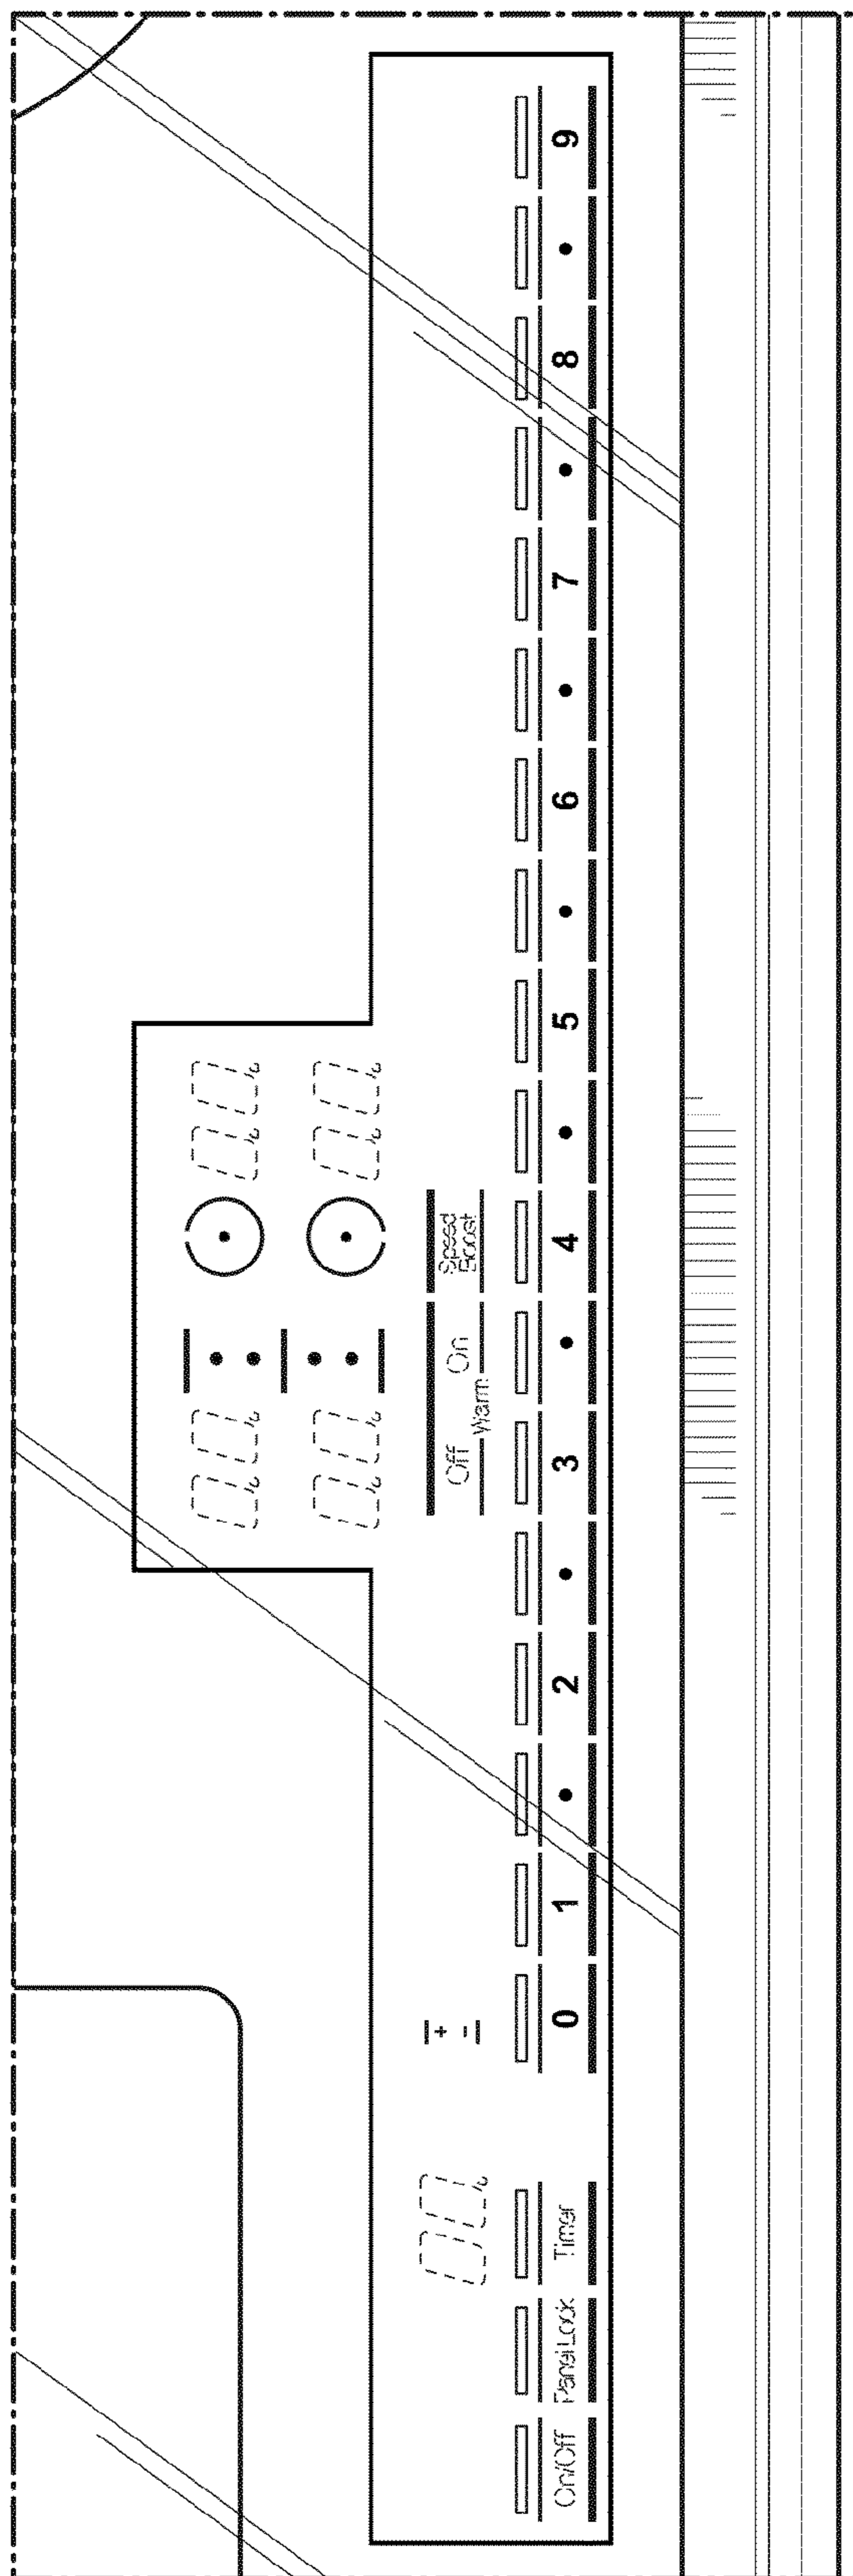 Off On
Warm
Speed
Boost
+
-
On/Off Panel Lock Timer 0 1 • 2 • 3 • 4 • 5 • 6 • 7 • 8 • 9